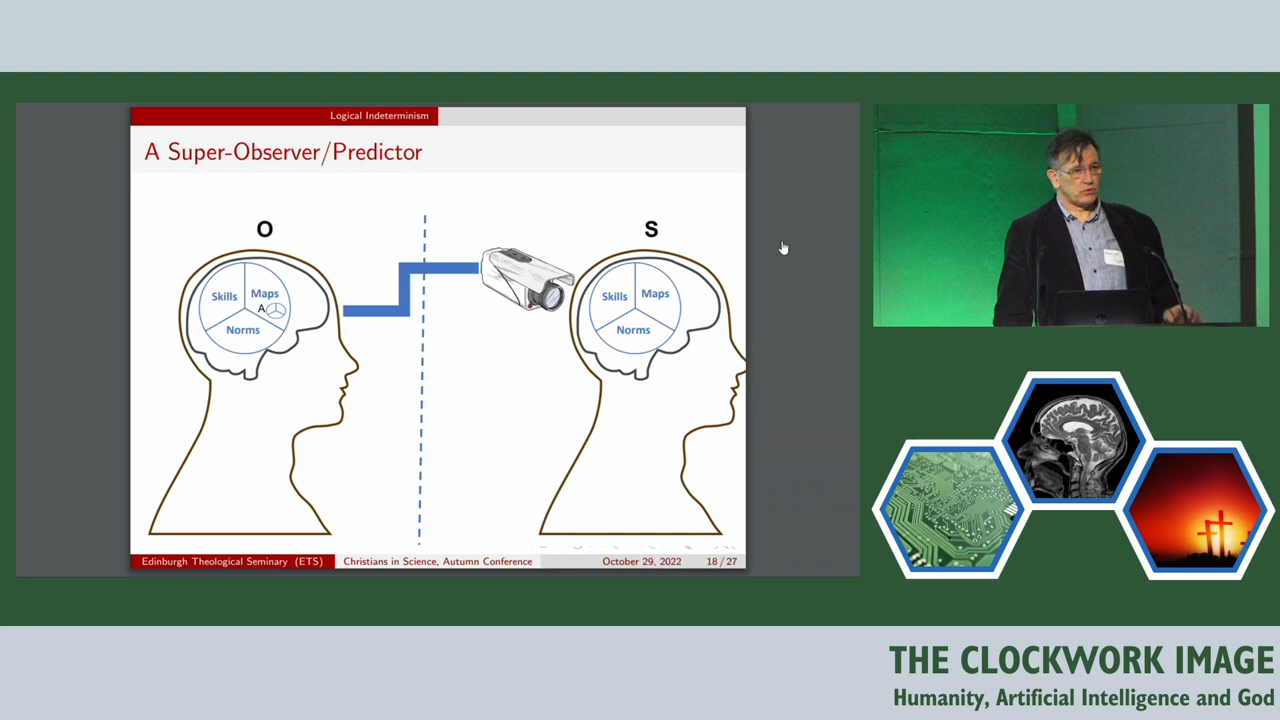 Logical Indeterminism
A Super-Observer/Predictor
O
S
Skills
Maps
A
Norms
Skills
Maps
Norms
Edinburgh Theological Seminary (ETS)
Christians in Science, Autumn Conference
October 29, 2022
18 / 27
THE CLOCKWORK IMAGE
Humanity, Artificial Intelligence and God